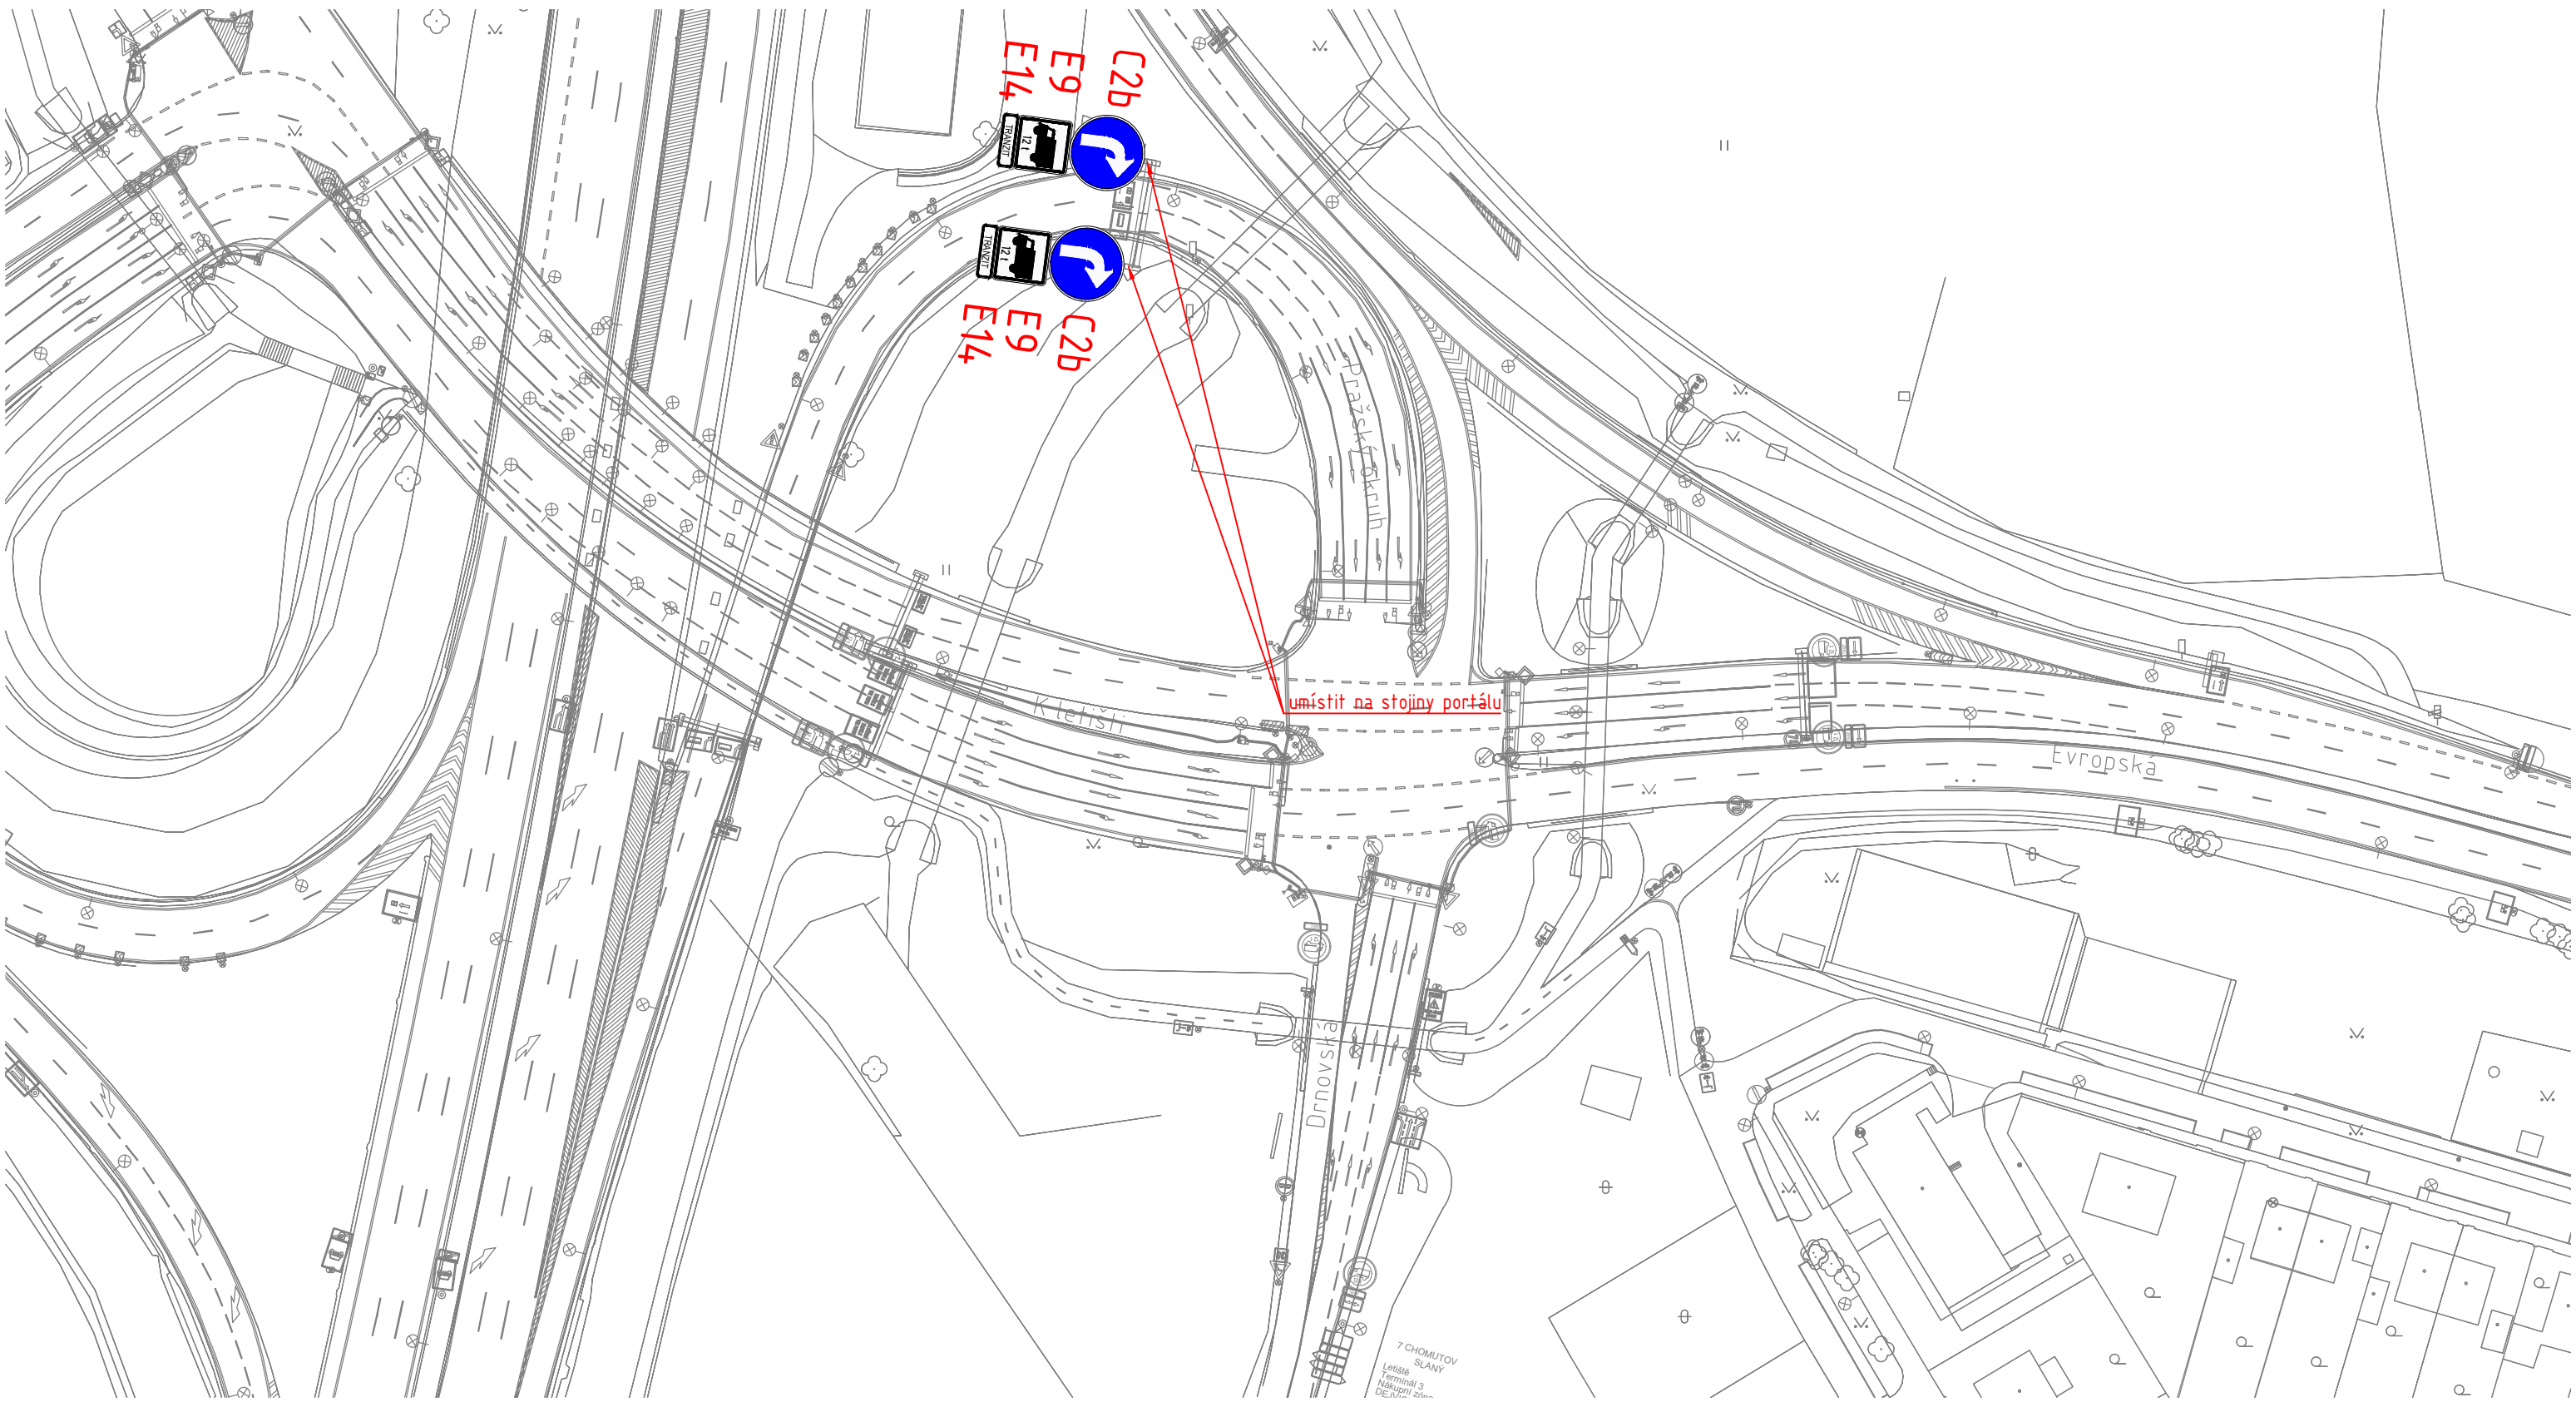 C2b
E9
E14
12 t
TRANZIT
12 t
TRANZIT
C2b
E9
E14
Pražský okruh
umístit na stojiny portálu
K letišti
Evropská
Drnovská
7 CHOMUTOV
SLANÝ
Letiště
Terminál 3
Nákupní